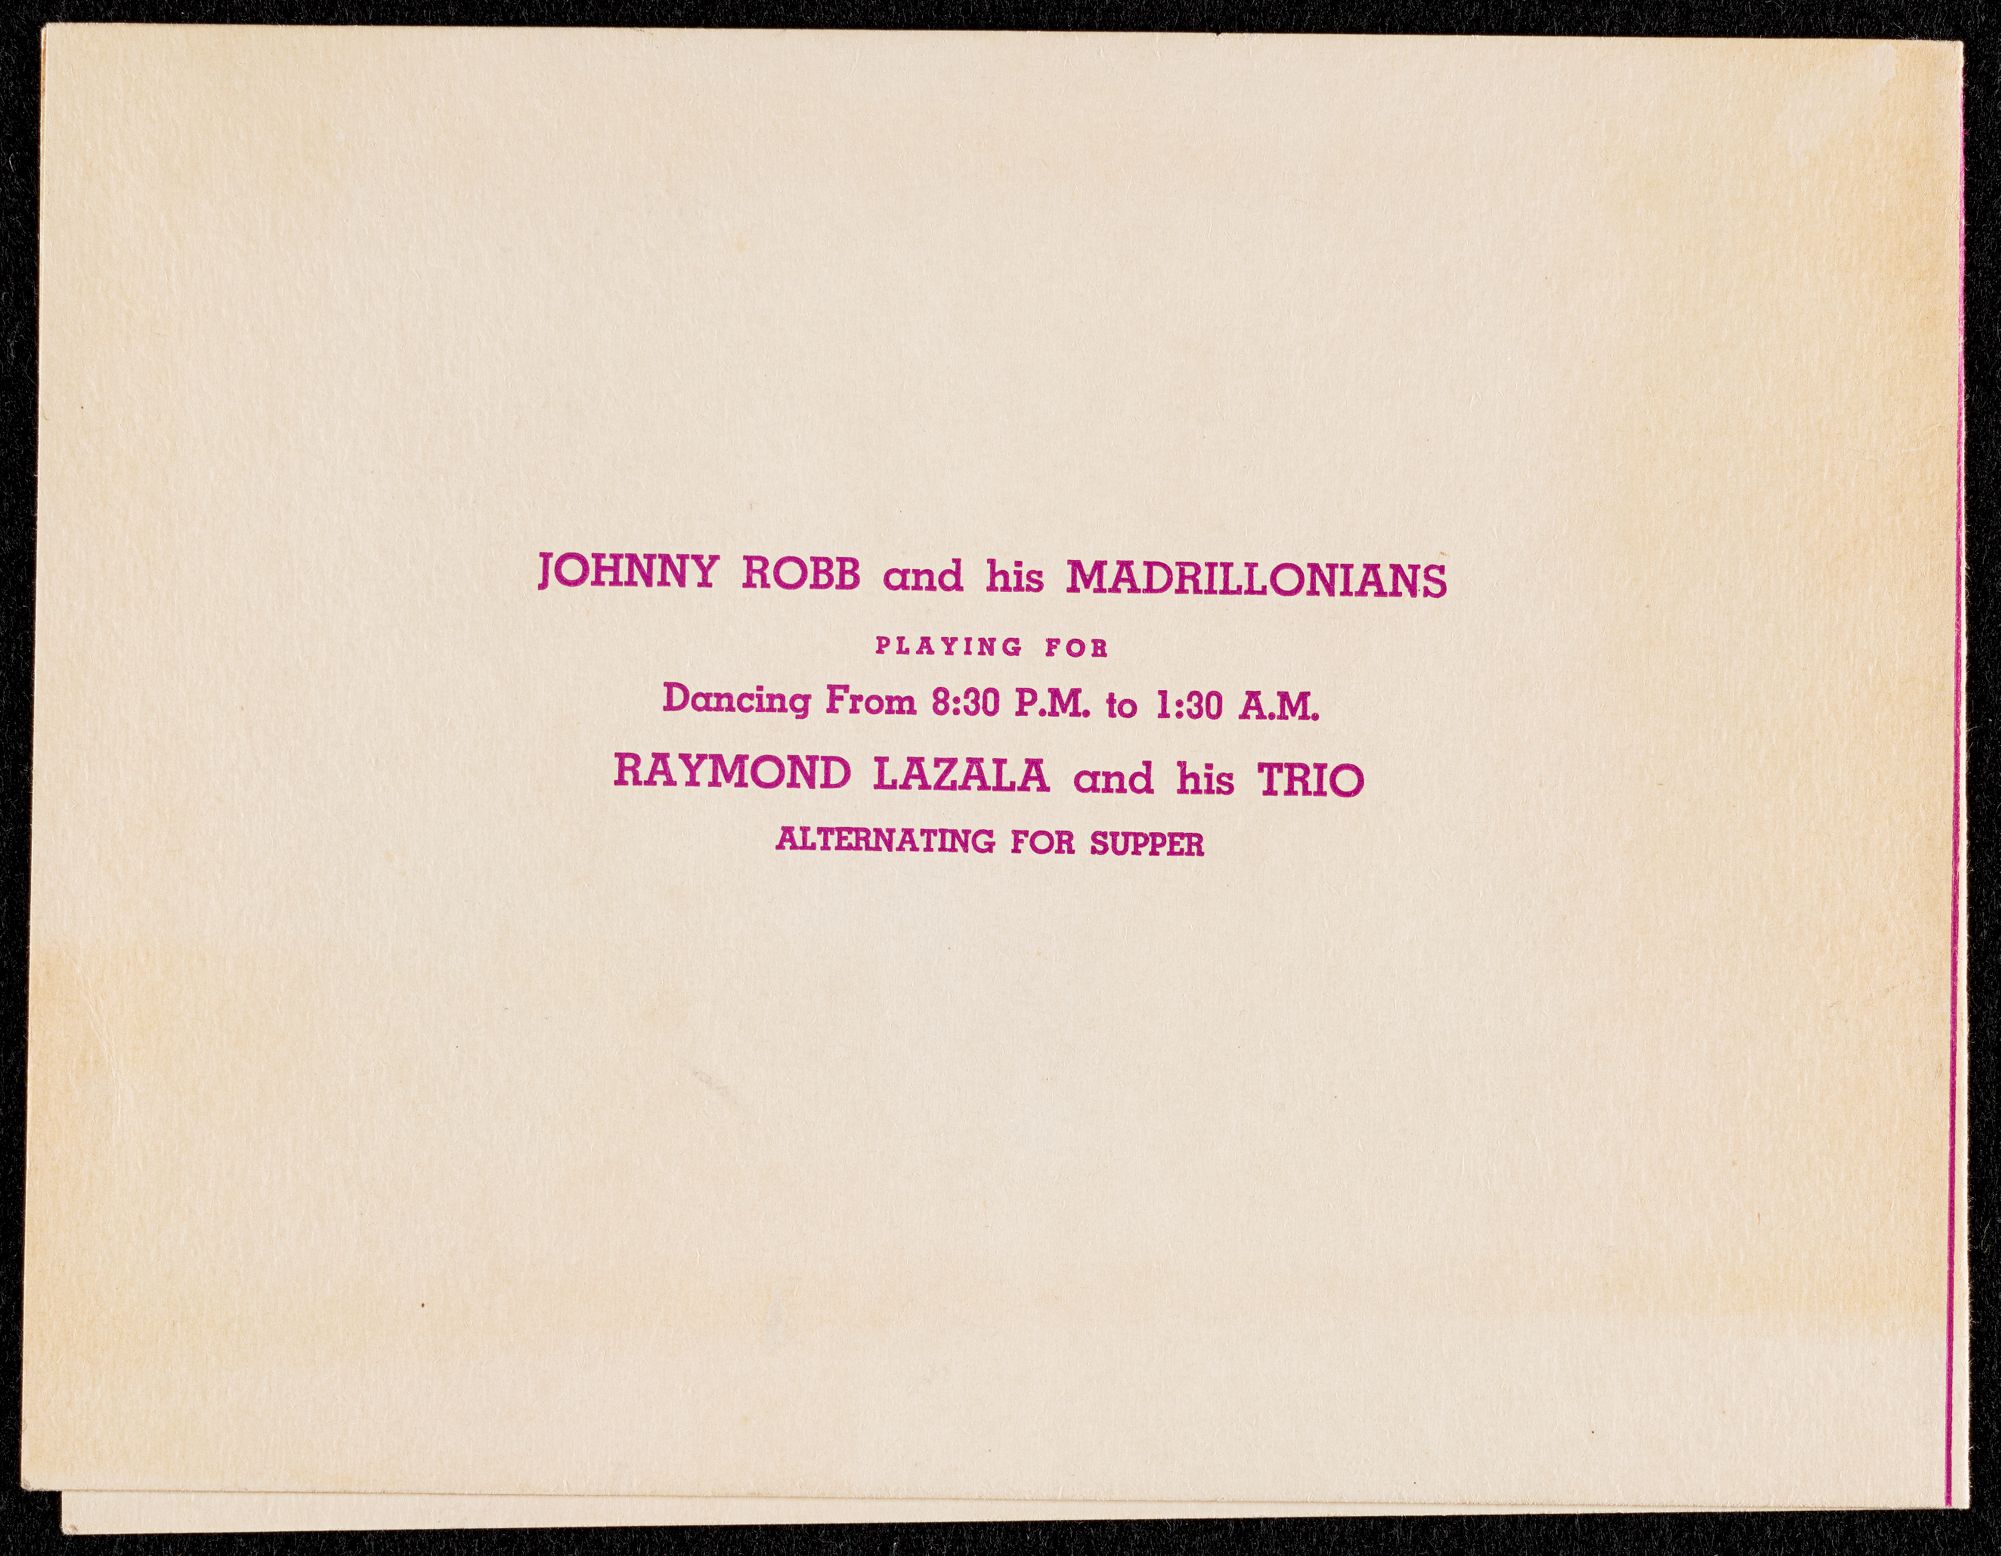 JOHNNY ROBB and his MADRILLONIANS
PLAYING FOR
Dancing From 8:30 P.M. to 1:30 A.M.
RAYMOND LAZALA and his TRIO
ALTERNATING FOR SUPPER